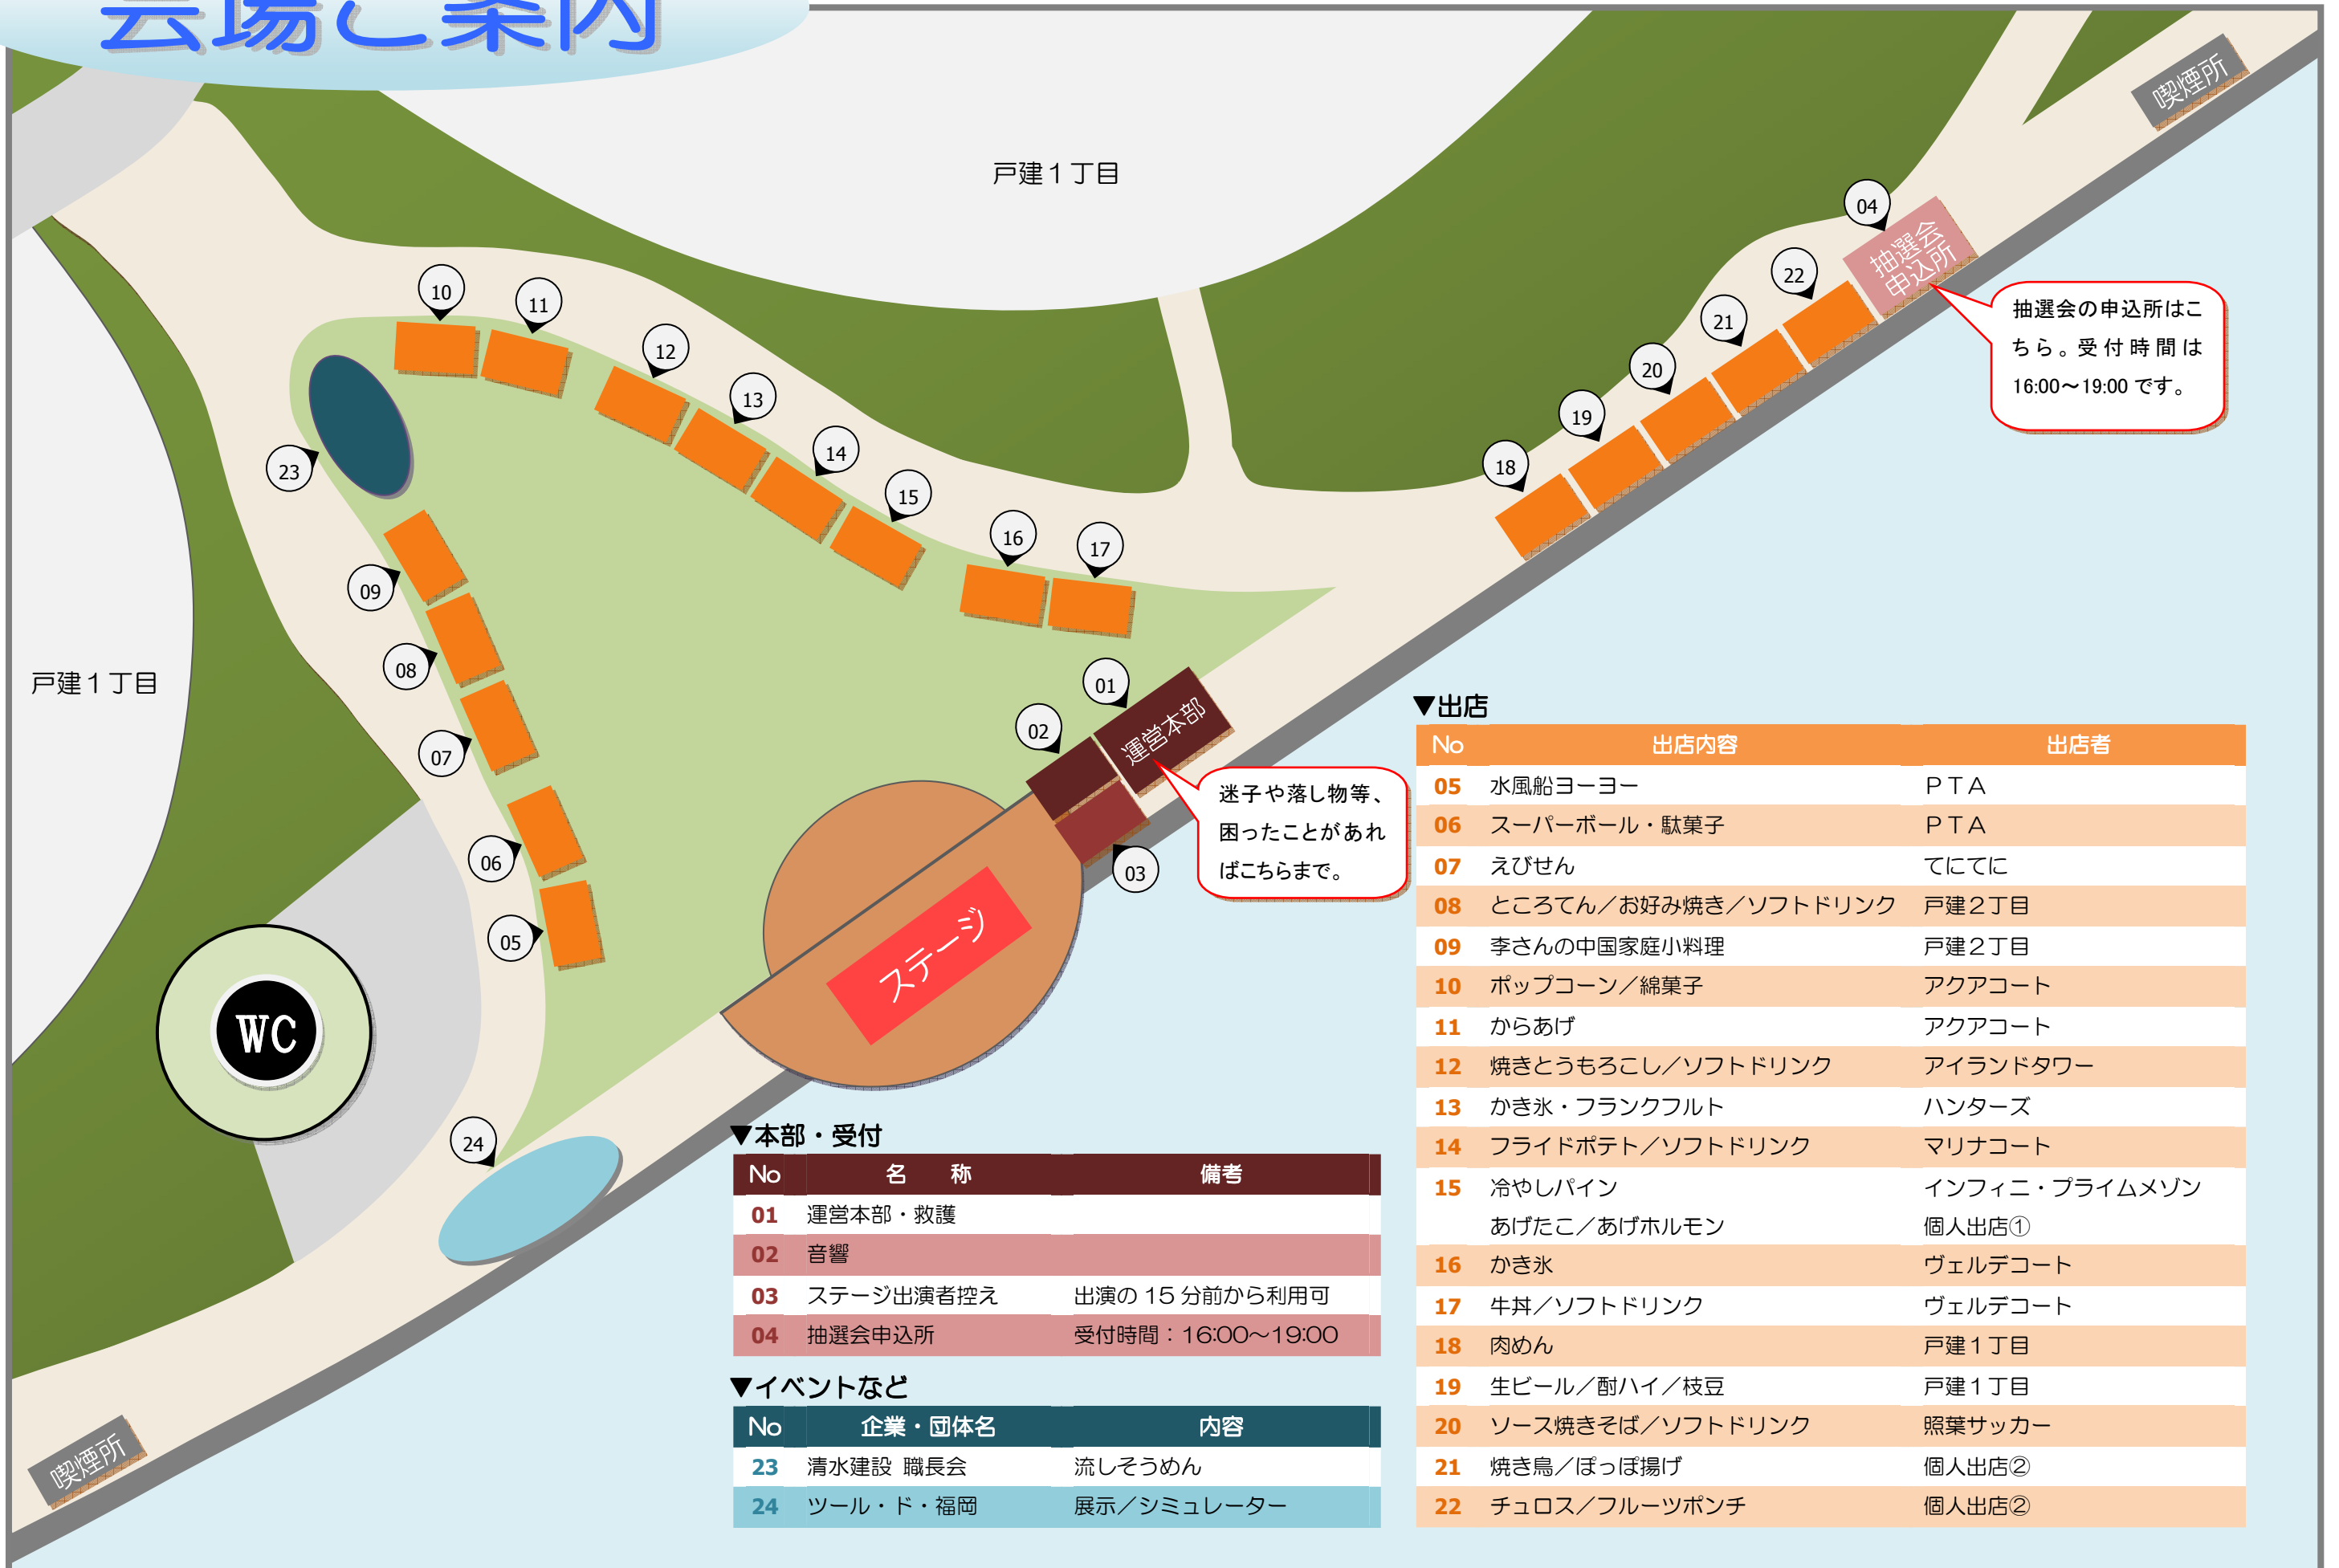 会場ご案内
喫煙所
戸建１丁目
04
抽選会
申込所
22
21
20
19
18
抽選会の申込所はこ
ちら。受付時間は
16:00～19:00 です。
10
11
12
13
14
15
16
17
23
09
08
07
06
05
戸建１丁目
01
02
運営本部
03
迷子や落し物等、
困ったことがあれ
ばこちらまで。
ステージ
WC
24
喫煙所
▼本部・受付
No 名　称 備考
01 運営本部・救護
02 音響
03 ステージ出演者控え 出演の 15 分前から利用可
04 抽選会申込所 受付時間：16:00～19:00
▼イベントなど
No 企業・団体名 内容
23 清水建設 職長会 流しそうめん
24 ツール・ド・福岡 展示／シミュレーター
▼出店
No 出店内容 出店者
05 水風船ヨーヨー ＰＴＡ
06 スーパーボール・駄菓子 ＰＴＡ
07 えびせん てにてに
08 ところてん／お好み焼き／ソフトドリンク 戸建２丁目
09 李さんの中国家庭小料理 戸建２丁目
10 ポップコーン／綿菓子 アクアコート
11 からあげ アクアコート
12 焼きとうもろこし／ソフトドリンク アイランドタワー
13 かき氷・フランクフルト ハンターズ
14 フライドポテト／ソフトドリンク マリナコート
15 冷やしパイン インフィニ・プライムメゾン
あげたこ／あげホルモン 個人出店①
16 かき氷 ヴェルデコート
17 牛丼／ソフトドリンク ヴェルデコート
18 肉めん 戸建１丁目
19 生ビール／酎ハイ／枝豆 戸建１丁目
20 ソース焼きそば／ソフトドリンク 照葉サッカー
21 焼き鳥／ぽっぽ揚げ 個人出店②
22 チュロス／フルーツポンチ 個人出店②